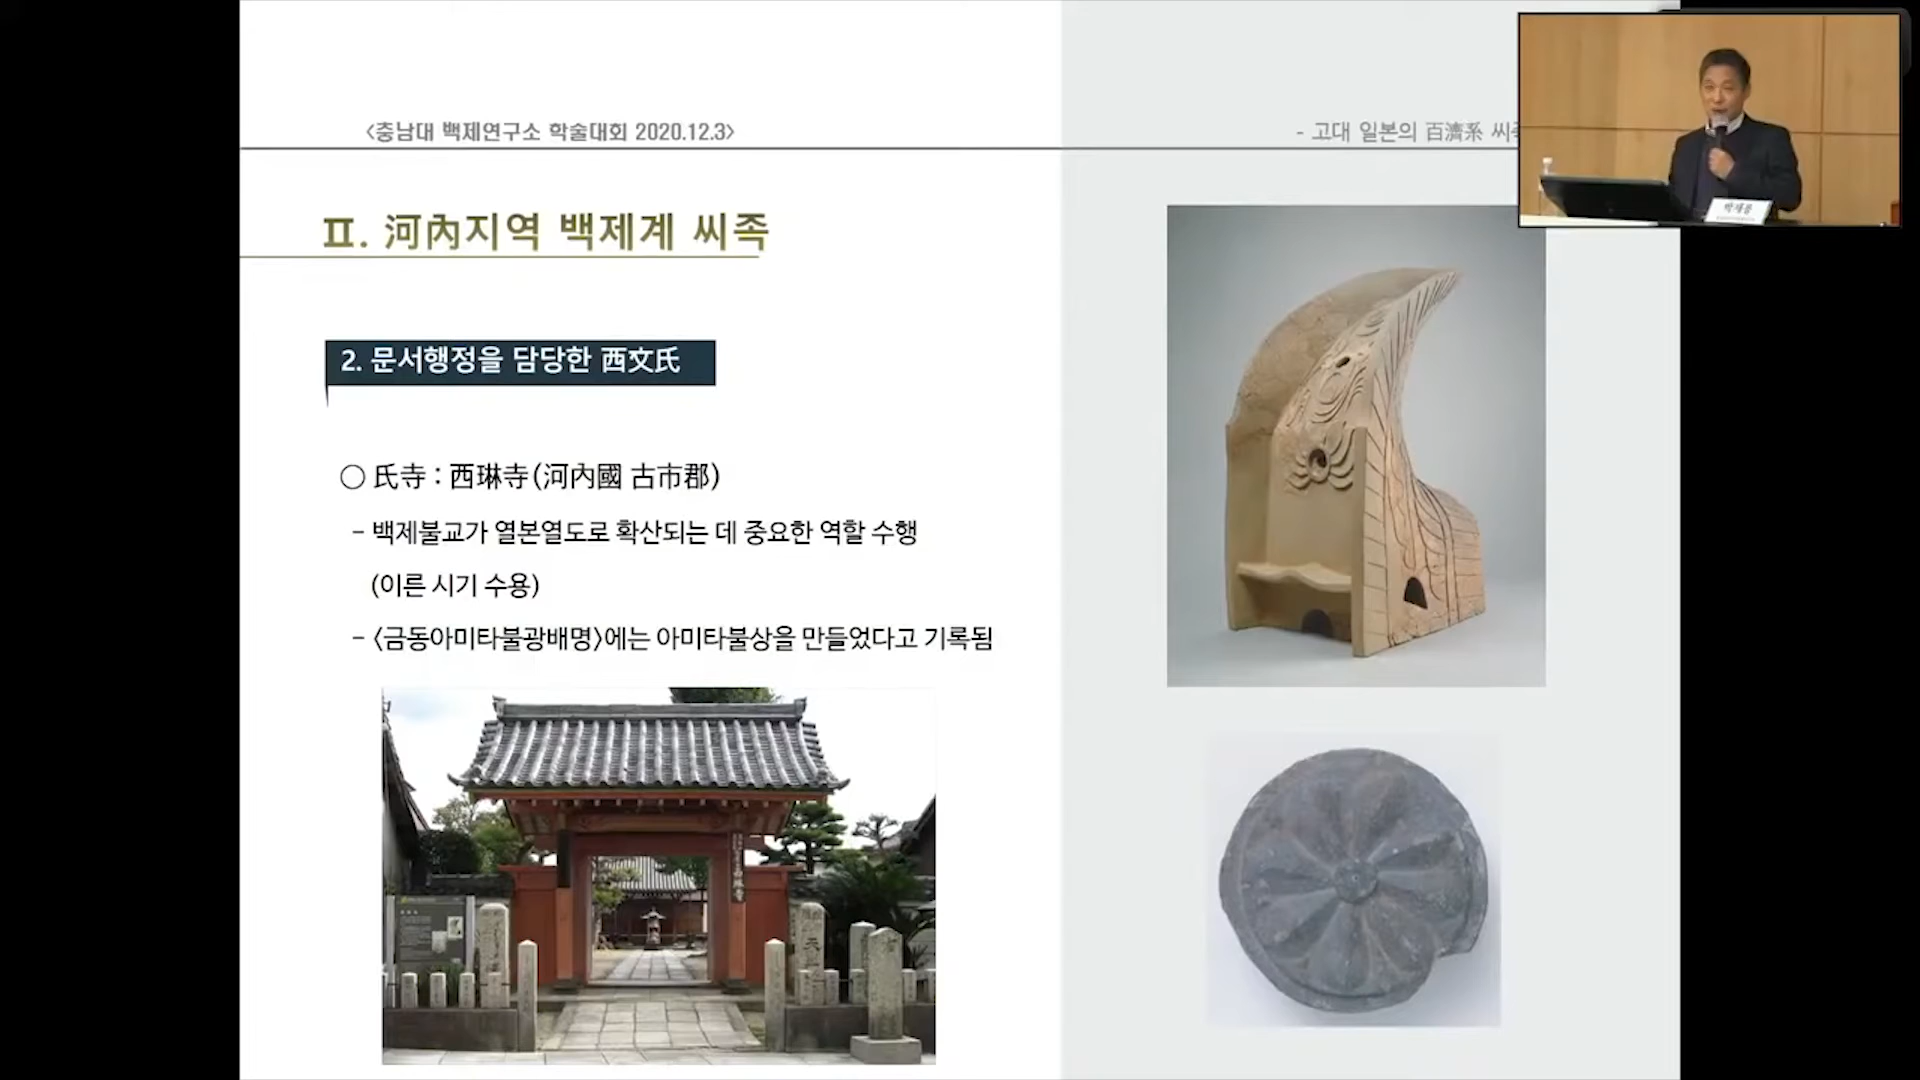 <충남대 백제연구소 학술대회 2020.12.3>
- 고대 일본의 百濟系 씨족
Ⅱ. 河內지역 백제계 씨족
2. 문서행정을 담당한 西文氏
○ 氏寺 : 西琳寺(河內國 古市郡)
- 백제불교가 열본열도로 확산되는 데 중요한 역할 수행
(이른 시기 수용)
- <금동아미타불광배명>에는 아미타불상을 만들었다고 기록됨